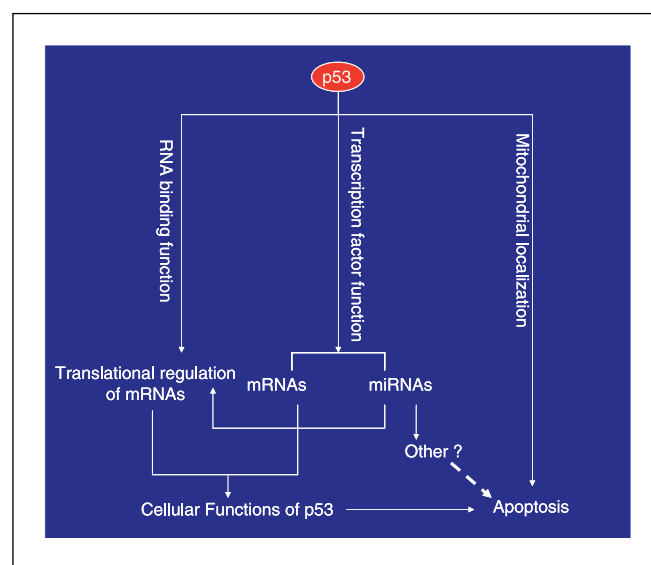 p53
RNA binding function
Transcription factor function
Mitochondrial localization
Translational regulation
of mRNAs
mRNAs
miRNAs
Other ?
Cellular Functions of p53
Apoptosis